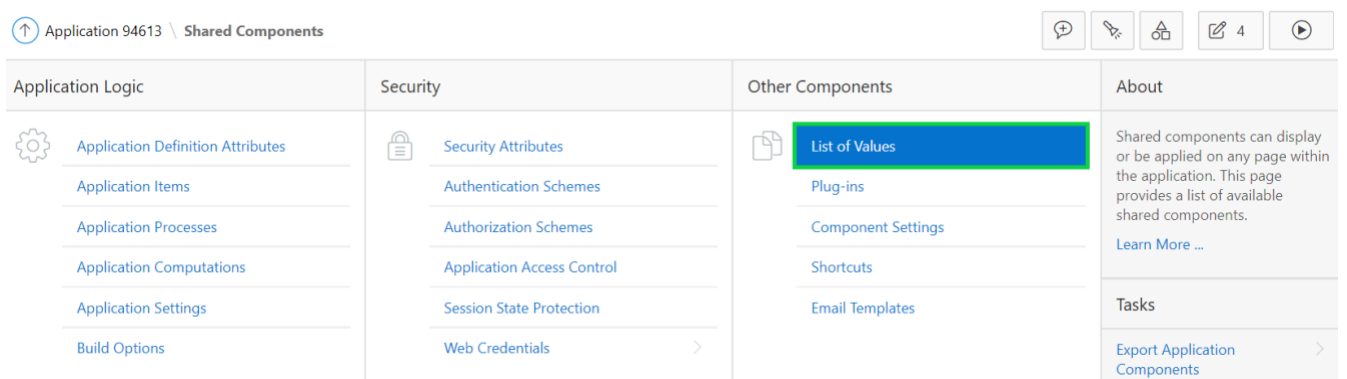 Application 94613 \ Shared Components
4
Application Logic
Application Definition Attributes
Application Items
Application Processes
Application Computations
Application Settings
Build Options
Security
Security Attributes
Authentication Schemes
Authorization Schemes
Application Access Control
Session State Protection
Web Credentials
Other Components
List of Values
Plug-ins
Component Settings
Shortcuts
Email Templates
About
Shared components can display
or be applied on any page within
the application. This page
provides a list of available
shared components.
Learn More ...
Tasks
Export Application
Components